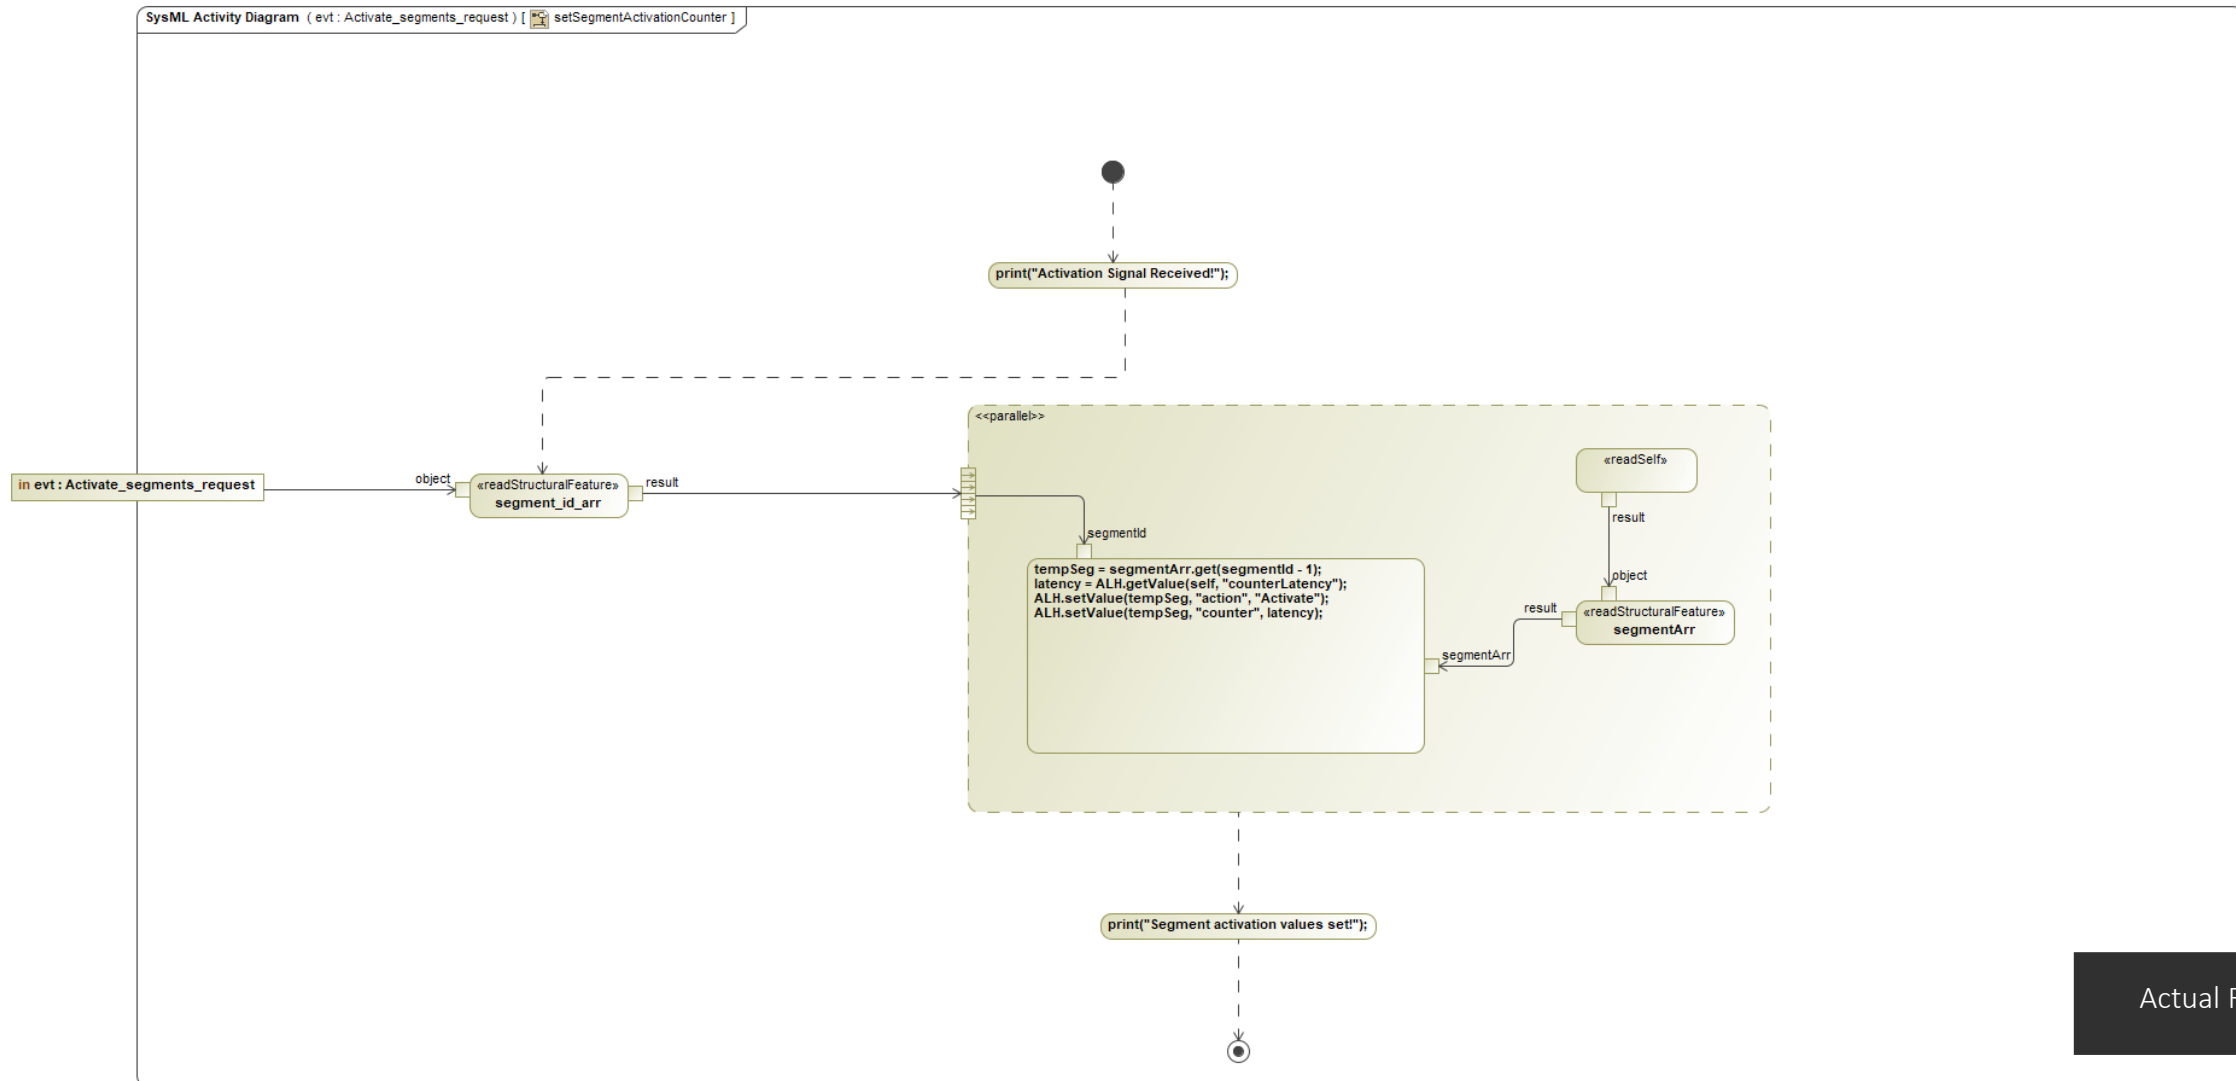 SysML Activity Diagram ( evt : Activate_segments_request ) [ setSegmentActivationCounter ]
print("Activation Signal Received!");
<<parallel>>
«readSelf»
in evt : Activate_segments_request
object
«readStructuralFeature»
segment_id_arr
result
result
segmentId
tempSeg = segmentArr.get(segmentId - 1);
latency = ALH.getValue(self, "counterLatency");
ALH.setValue(tempSeg, "action", "Activate");
ALH.setValue(tempSeg, "counter", latency);
object
result
«readStructuralFeature»
segmentArr
segmentArr
print("Segment activation values set!");
Actual